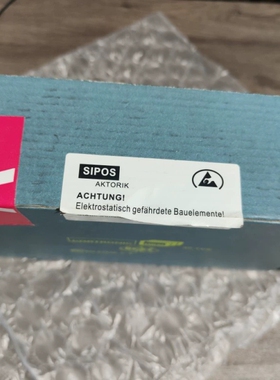 SIPOS
AKTORIK
ACHTUNG!
Elektrostatisch gefährdete Bauelemente!